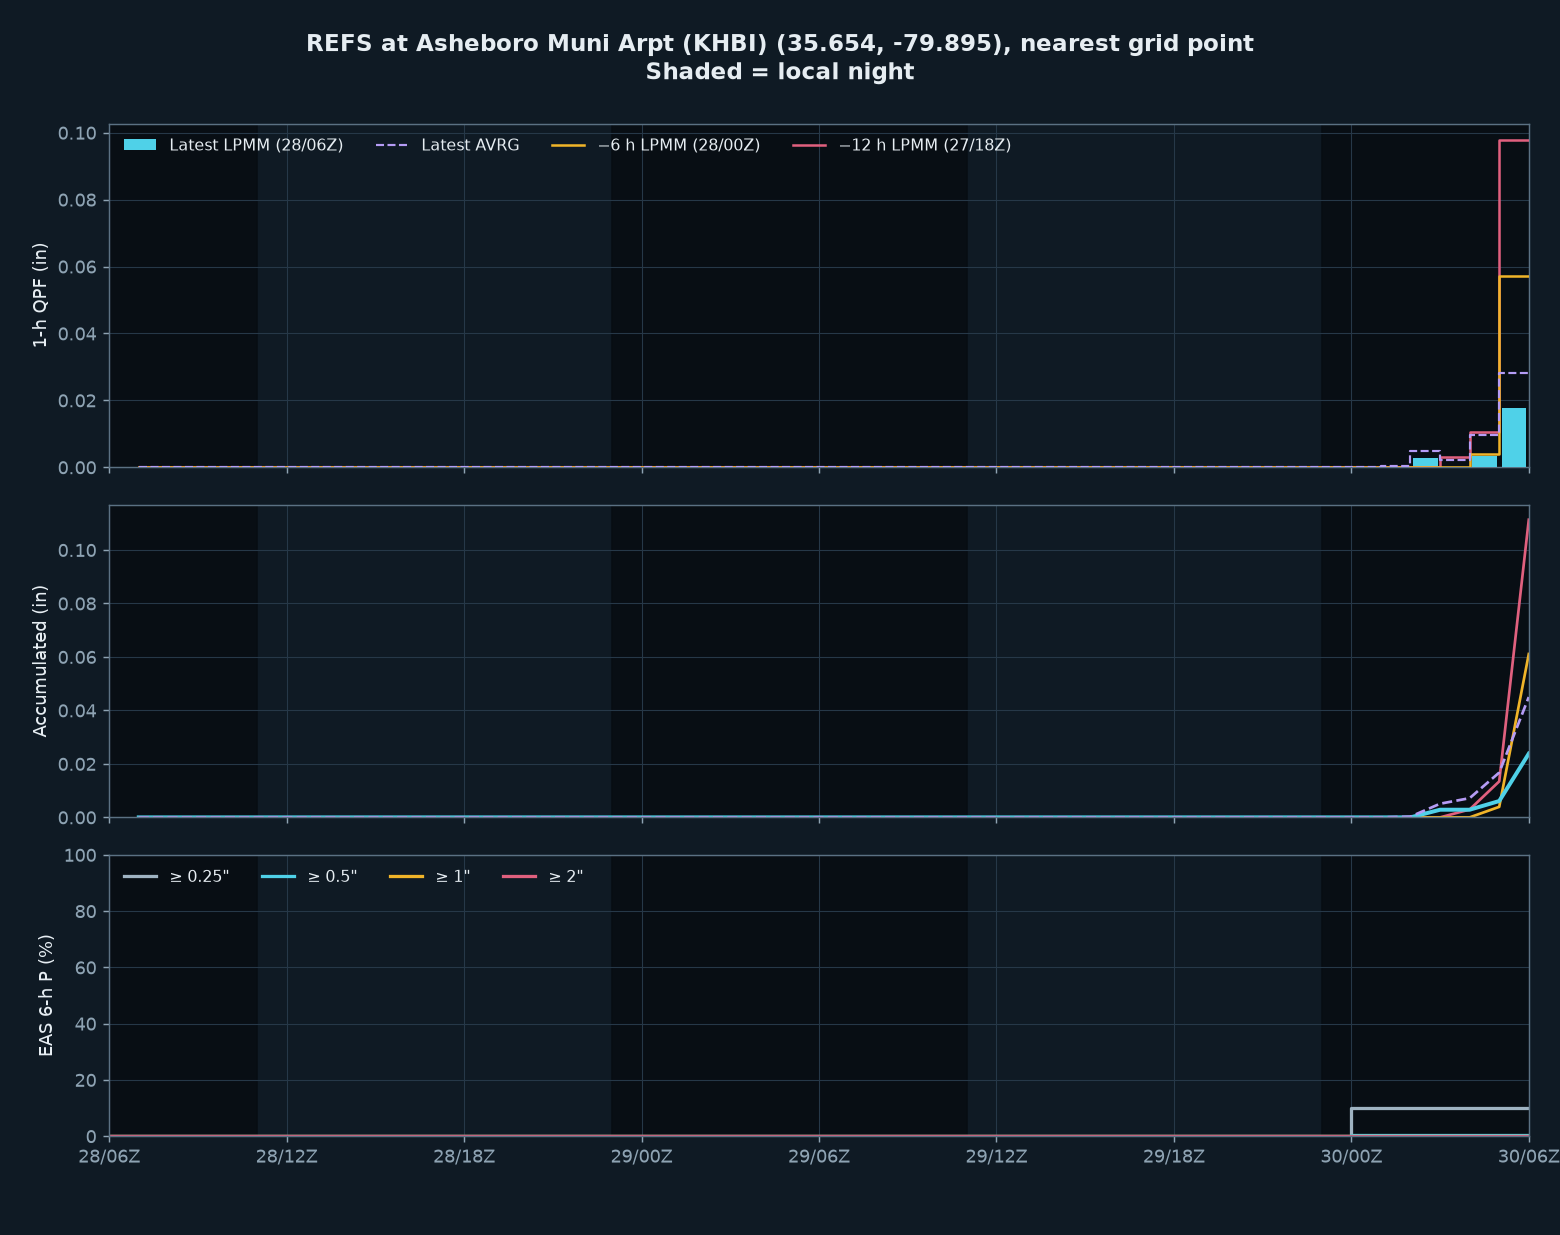 REFS at Asheboro Muni Arpt (KHBI) (35.654, -79.895), nearest grid point
Shaded = local night
Latest LPMM (28/06Z)
Latest AVRG
−6 h LPMM (28/00Z)
−12 h LPMM (27/18Z)
1-h QPF (in)
0.10
0.08
0.06
0.04
0.02
0.00
Accumulated (in)
0.10
0.08
0.06
0.04
0.02
0.00
≥ 0.25"
≥ 0.5"
≥ 1"
≥ 2"
EAS 6-h P (%)
100
80
60
40
20
0
28/06Z
28/12Z
28/18Z
29/00Z
29/06Z
29/12Z
29/18Z
30/00Z
30/06Z